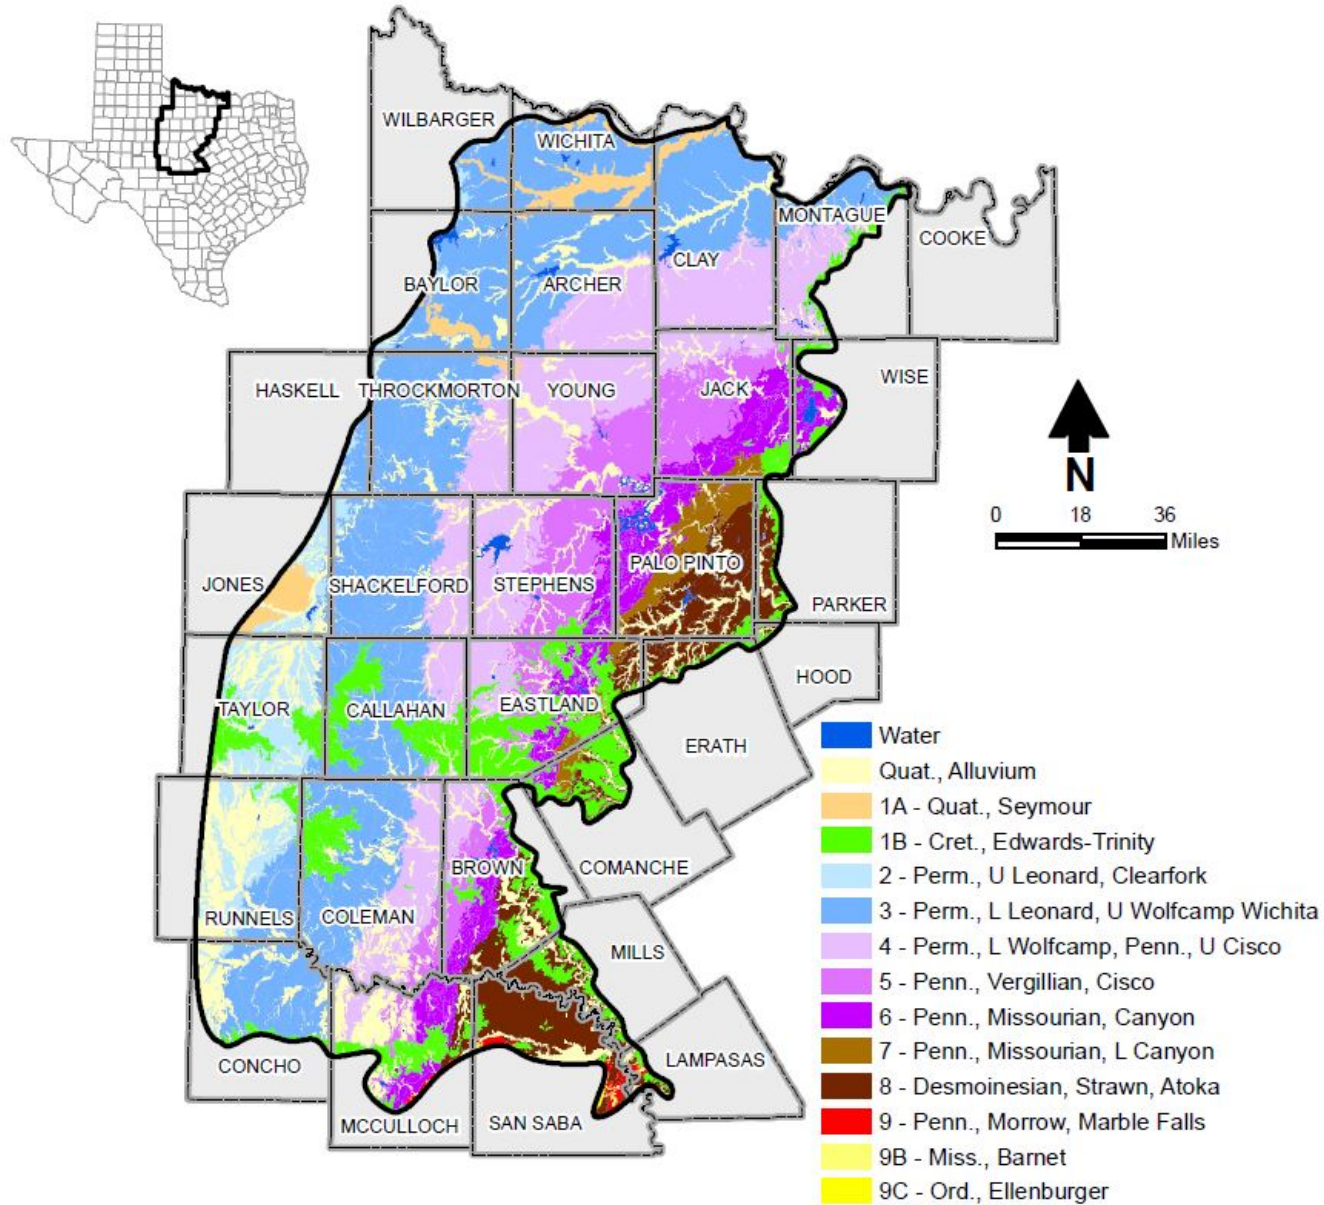 WILBARGER
WICHITA
MONTAGUE
COOKE
CLAY
BAYLOR
ARCHER
HASKELL
THROCKMORTON
YOUNG
JACK
WISE
N
0 18 36
Miles
JONES
SHACKELFORD
STEPHENS
PALO PINTO
PARKER
HOOD
TAYLOR
CALLAHAN
EASTLAND
ERATH
BROWN
COMANCHE
RUNNELS
COLEMAN
MILLS
CONCHO
LAMPASAS
MCCULLOCH
SAN SABA
Water
Quat., Alluvium
1A - Quat., Seymour
1B - Cret., Edwards-Trinity
2 - Perm., U Leonard, Clearfork
3 - Perm., L Leonard, U Wolfcamp Wichita
4 - Perm., L Wolfcamp, Penn., U Cisco
5 - Penn., Vergillian, Cisco
6 - Penn., Missourian, Canyon
7 - Penn., Missourian, L Canyon
8 - Desmoinesian, Strawn, Atoka
9 - Penn., Morrow, Marble Falls
9B - Miss., Barnet
9C - Ord., Ellenburger